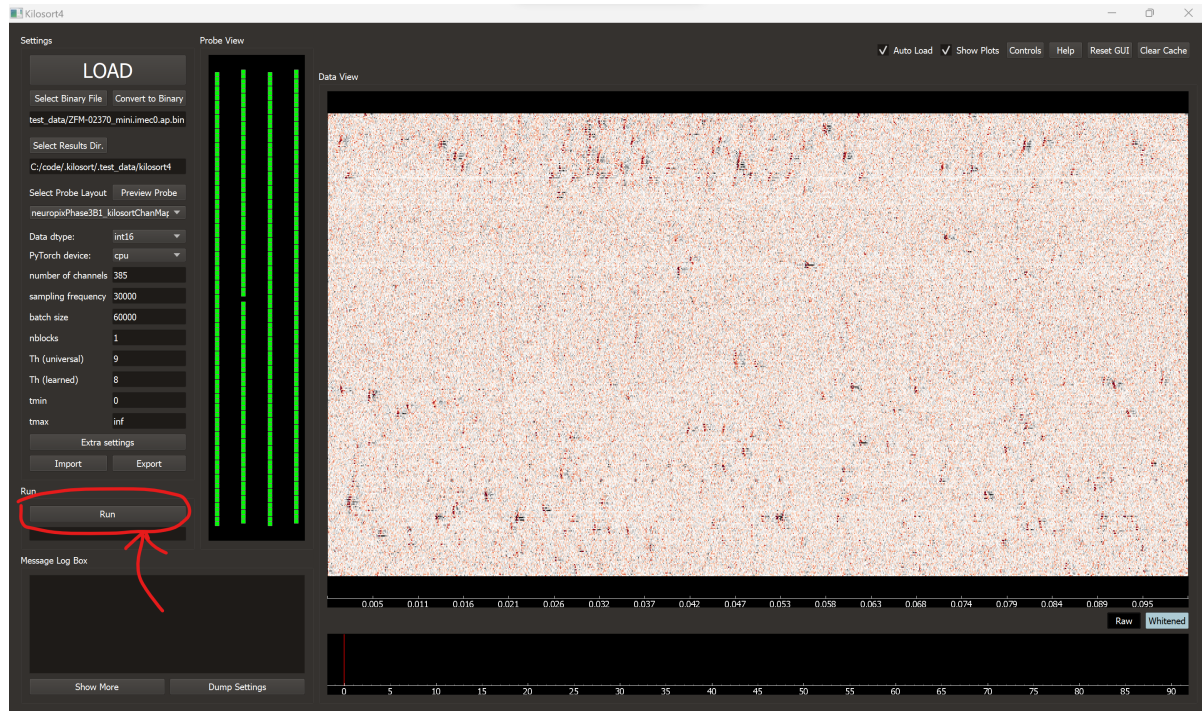 Kilosort4
Settings
LOAD
Select Binary File Convert to Binary
test_data/ZFM-02370_mini.imec0.ap.bin
Select Results Dir.
C:/code/.kilosort/.test_data/kilosort4
Select Probe Layout Preview Probe
neuropixPhase3B1_kilosortChanMap
Data dtype: int16
PyTorch device: cpu
number of channels 385
sampling frequency 30000
batch size 60000
nblocks 1
Th (universal) 9
Th (learned) 8
tmin 0
tmax inf
Extra settings
Import Export
Run
Run
Message Log Box
Show More Dump Settings
Probe View
Auto Load Show Plots Controls Help Reset GUI Clear Cache
Data View
0.005 0.011 0.016 0.021 0.026 0.032 0.037 0.042 0.047 0.053 0.058 0.063 0.068 0.074 0.079 0.084 0.089 0.095
Raw Whitened
0 5 10 15 20 25 30 35 40 45 50 55 60 65 70 75 80 85 90